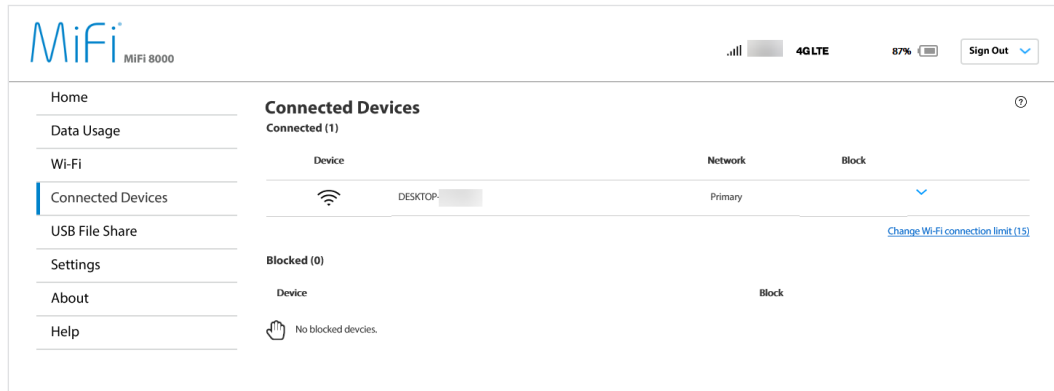 MiFi
MiFi 8000
4G LTE
87%
Sign Out
Home
Data Usage
Wi-Fi
Connected Devices
USB File Share
Settings
About
Help
Connected Devices
?
Connected (1)
Device Network Block
DESKTOP- Primary
Change Wi-Fi connection limit (15)
Blocked (0)
Device Block
No blocked devcies.